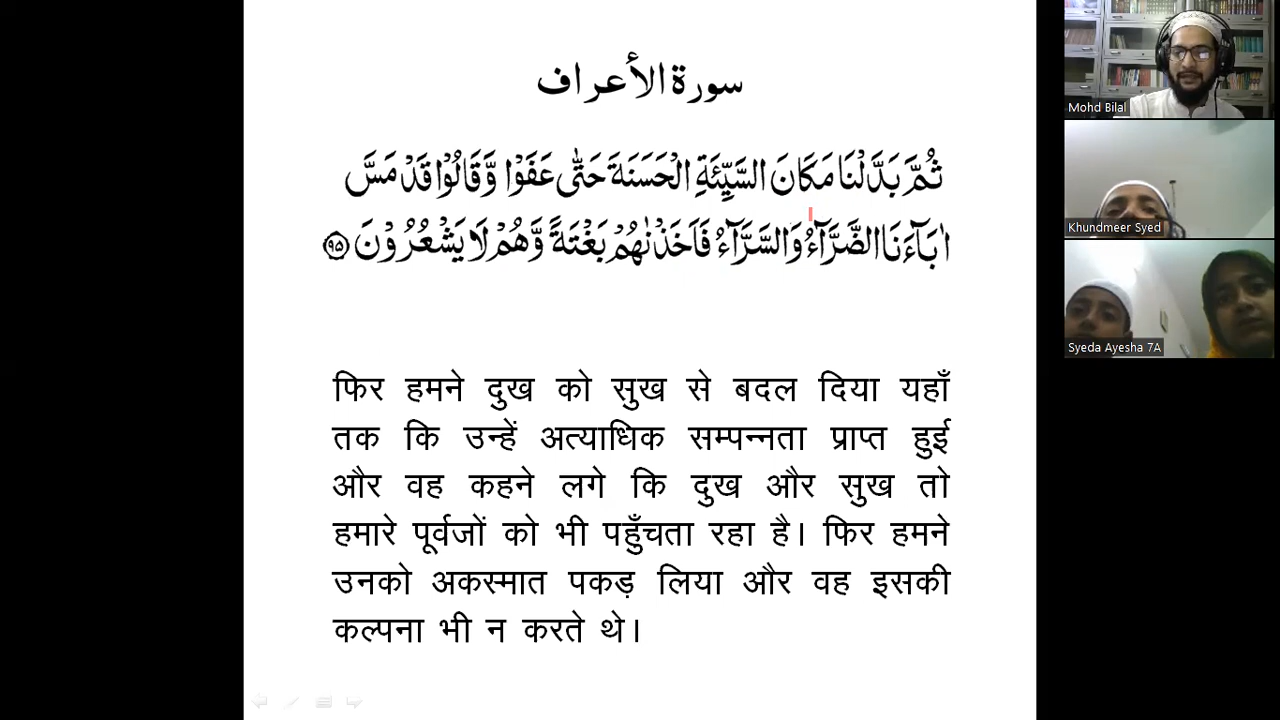 سورة الأعراف
ثُمَّ بَدَّلْنَا مَكَانَ السَّيِّئَةِ الْحَسَنَةَ حَتّٰى عَفَوْا وَّقَالُوْا قَدْ مَسَّ
اٰبَآءَنَا الضَّرَّآءُ وَالسَّرَّآءُ فَاَخَذْنٰهُمْ بَغْتَةً وَّهُمْ لَا يَشْعُرُوْنَ ﴿۹۵﴾
फिर हमने दुख को सुख से बदल दिया यहाँ
तक कि उन्हें अत्याधिक सम्पन्नता प्राप्त हुई
और वह कहने लगे कि दुख और सुख तो
हमारे पूर्वजों को भी पहुँचता रहा है। फिर हमने
उनको अकस्मात पकड़ लिया और वह इसकी
कल्पना भी न करते थे।
Mohd Bilal
Khundmeer Syed
Syeda Ayesha 7A